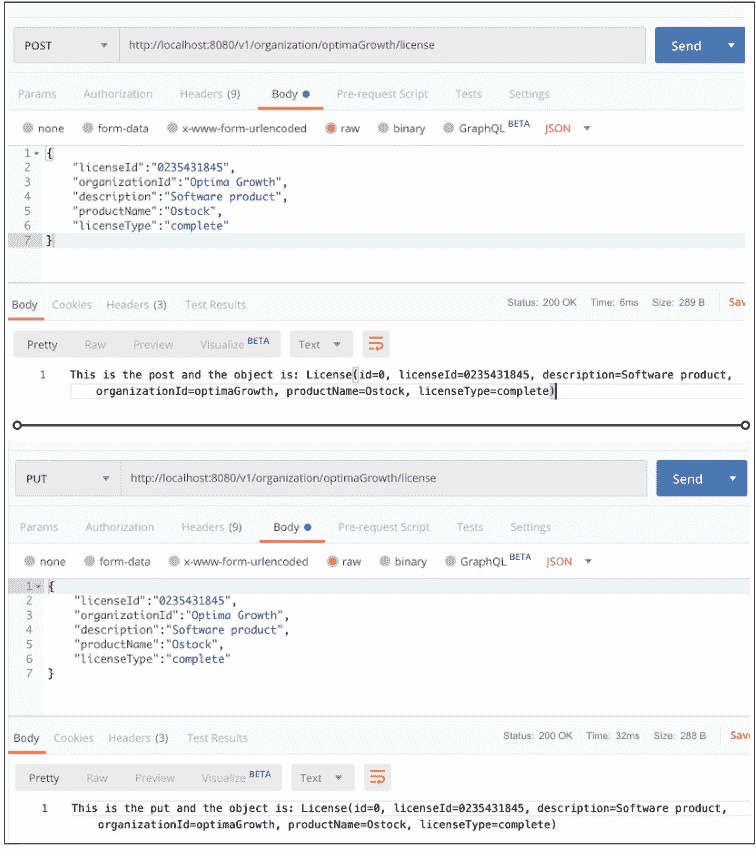 POST http://localhost:8080/v1/organization/optimaGrowth/license Send
Params Authorization Headers (9) Body Pre-request Script Tests Settings
none form-data x-www-form-urlencoded raw binary GraphQL BETA JSON
1 {
2 "licenseId":"0235431845",
3 "organizationId":"Optima Growth",
4 "description":"Software product",
5 "productName":"Ostock",
6 "licenseType":"complete"
7 }
Body Cookies Headers (3) Test Results Status: 200 OK Time: 6ms Size: 289 B Sav
Pretty Raw Preview Visualize BETA Text
1 This is the post and the object is: License(id=0, licenseId=0235431845, description=Software product,
organizationId=optimaGrowth, productName=Ostock, licenseType=complete)
PUT http://localhost:8080/v1/organization/optimaGrowth/license Send
Params Authorization Headers (9) Body Pre-request Script Tests Settings
none form-data x-www-form-urlencoded raw binary GraphQL BETA JSON
1 {
2 "licenseId":"0235431845",
3 "organizationId":"Optima Growth",
4 "description":"Software product",
5 "productName":"Ostock",
6 "licenseType":"complete"
7 }
Body Cookies Headers (3) Test Results Status: 200 OK Time: 32ms Size: 288 B Sav
Pretty Raw Preview Visualize BETA Text
1 This is the put and the object is: License(id=0, licenseId=0235431845, description=Software product,
organizationId=optimaGrowth, productName=Ostock, licenseType=complete)